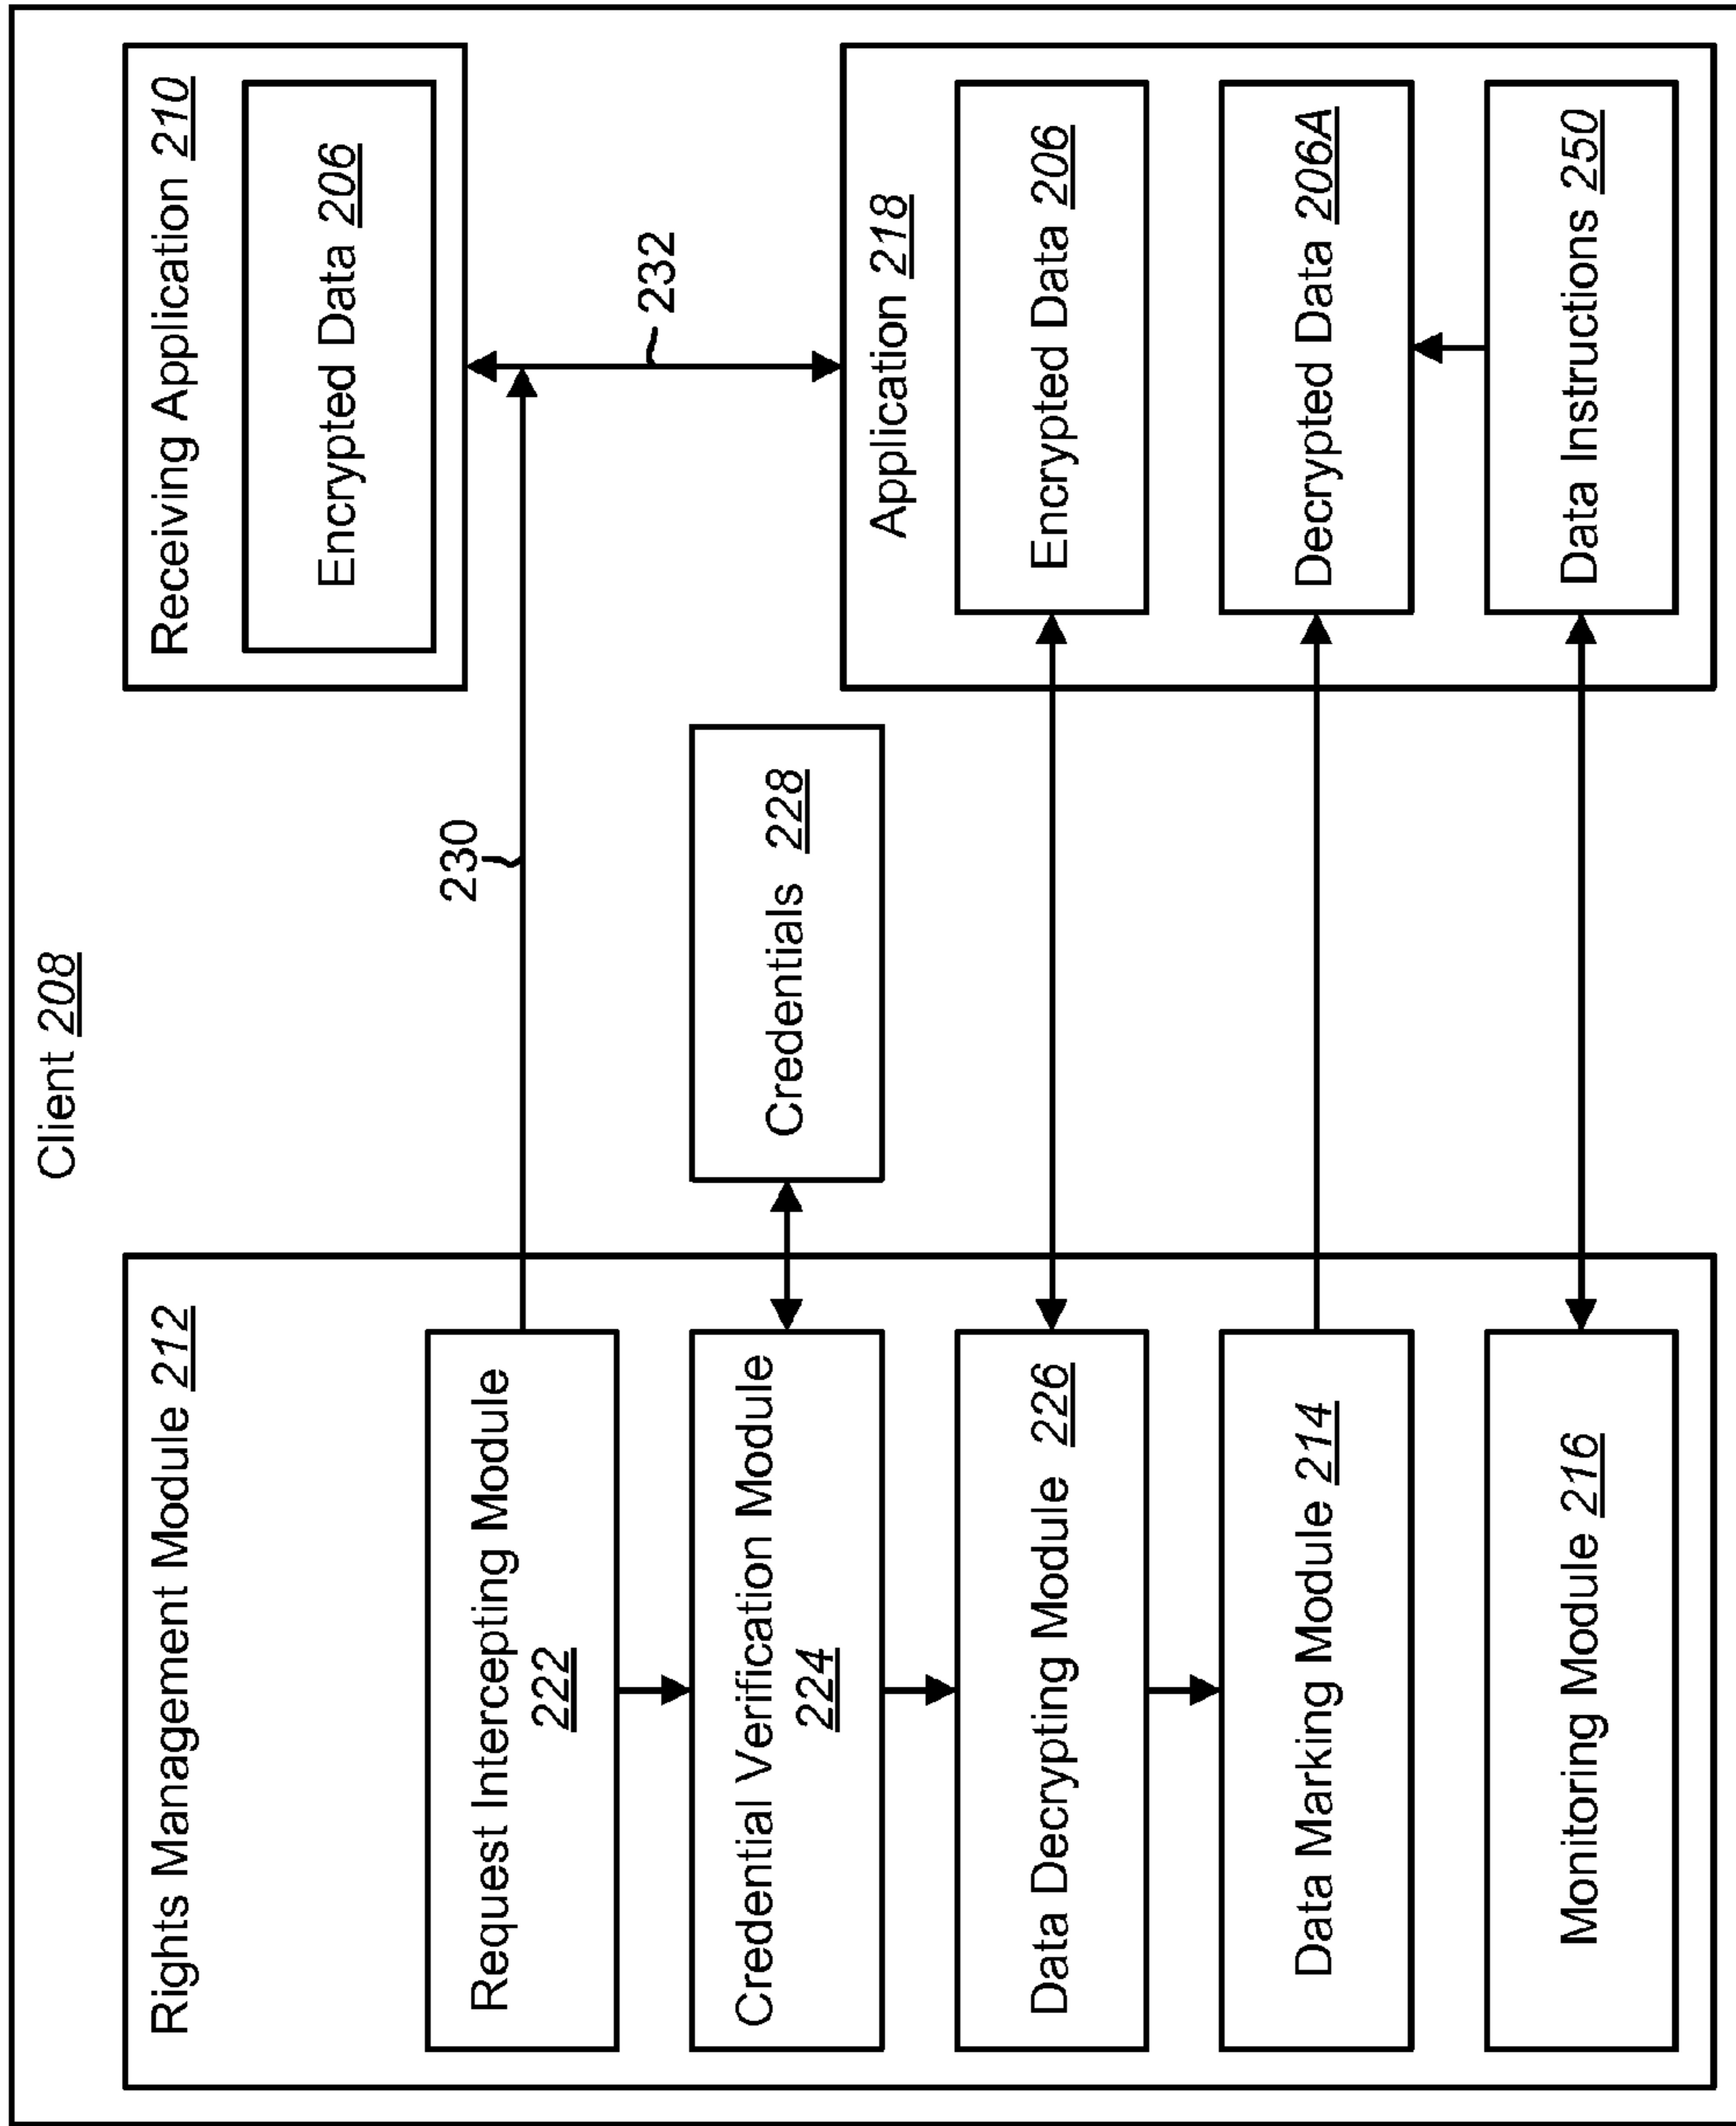 Client 208
Rights Management Module 212
Request Intercepting Module
222
Credential Verification Module
224
Data Decrypting Module 226
Data Marking Module 214
Monitoring Module 216
230
Credentials 228
Receiving Application 210
Encrypted Data 206
232
Application 218
Encrypted Data 206
Decrypted Data 206A
Data Instructions 250